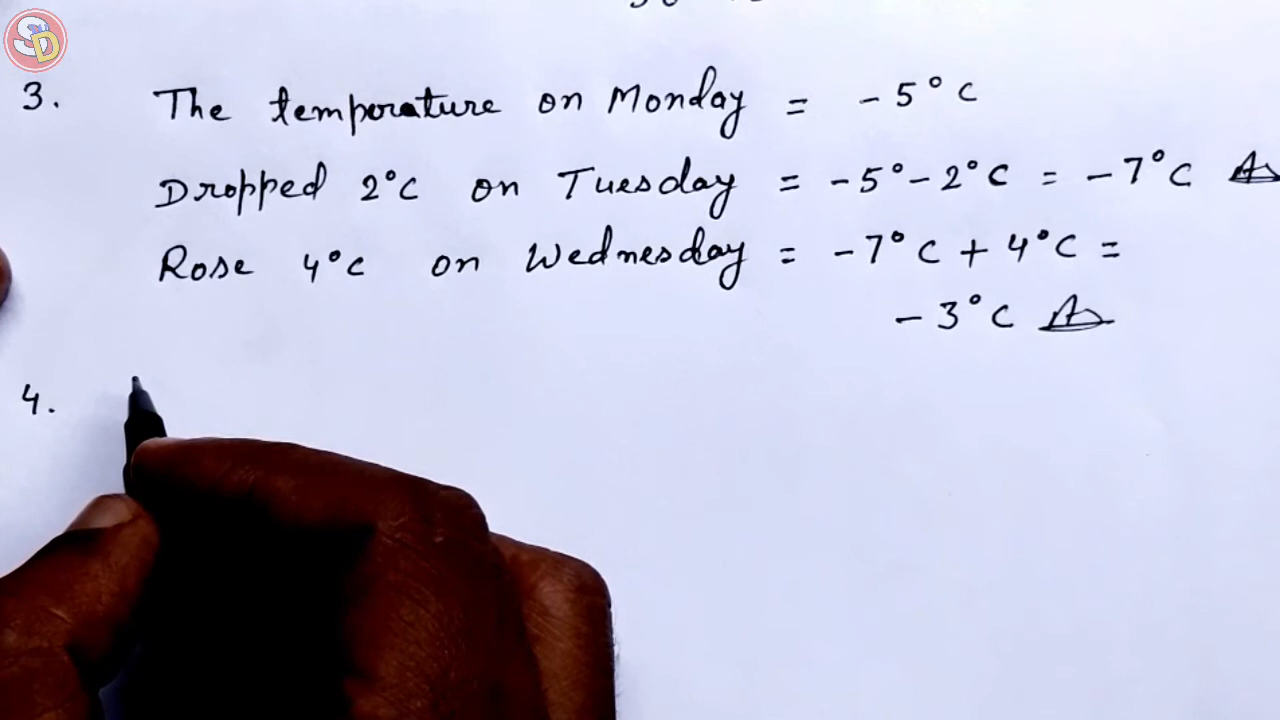 SD
3. The temperature on Monday = -5°C
Dropped 2°C on Tuesday = -5°-2°C = -7°C
Rose 4°C on Wednesday = -7°C + 4°C =
-3°C
4.